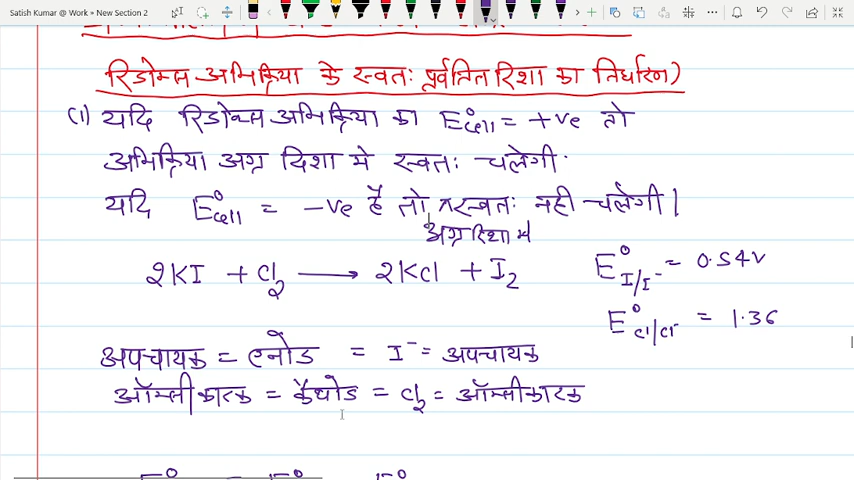 Satish Kumar @ Work » New Section 2
रिडोक्स अभिक्रिया के स्वतः प्रवर्तित दिशा का निर्धारण)
(1) यदि रिडोक्स अभिक्रिया का E°cell = +ve तो
अभिक्रिया अग्र दिशा मे स्वतः चलेगी.
यदि E°cell = -ve है तो स्वतः नही चलेगी |
अग्र दिशा मे
2KI + Cl₂ ⟶ 2KCl + I₂
E°I/I⁻ = 0.54V
E°Cl/Cl⁻ = 1.36
अपचायक = एनोड = I⁻ = अपचायक
ऑक्सीकारक = कैथोड = Cl₂ = ऑक्सीकारक